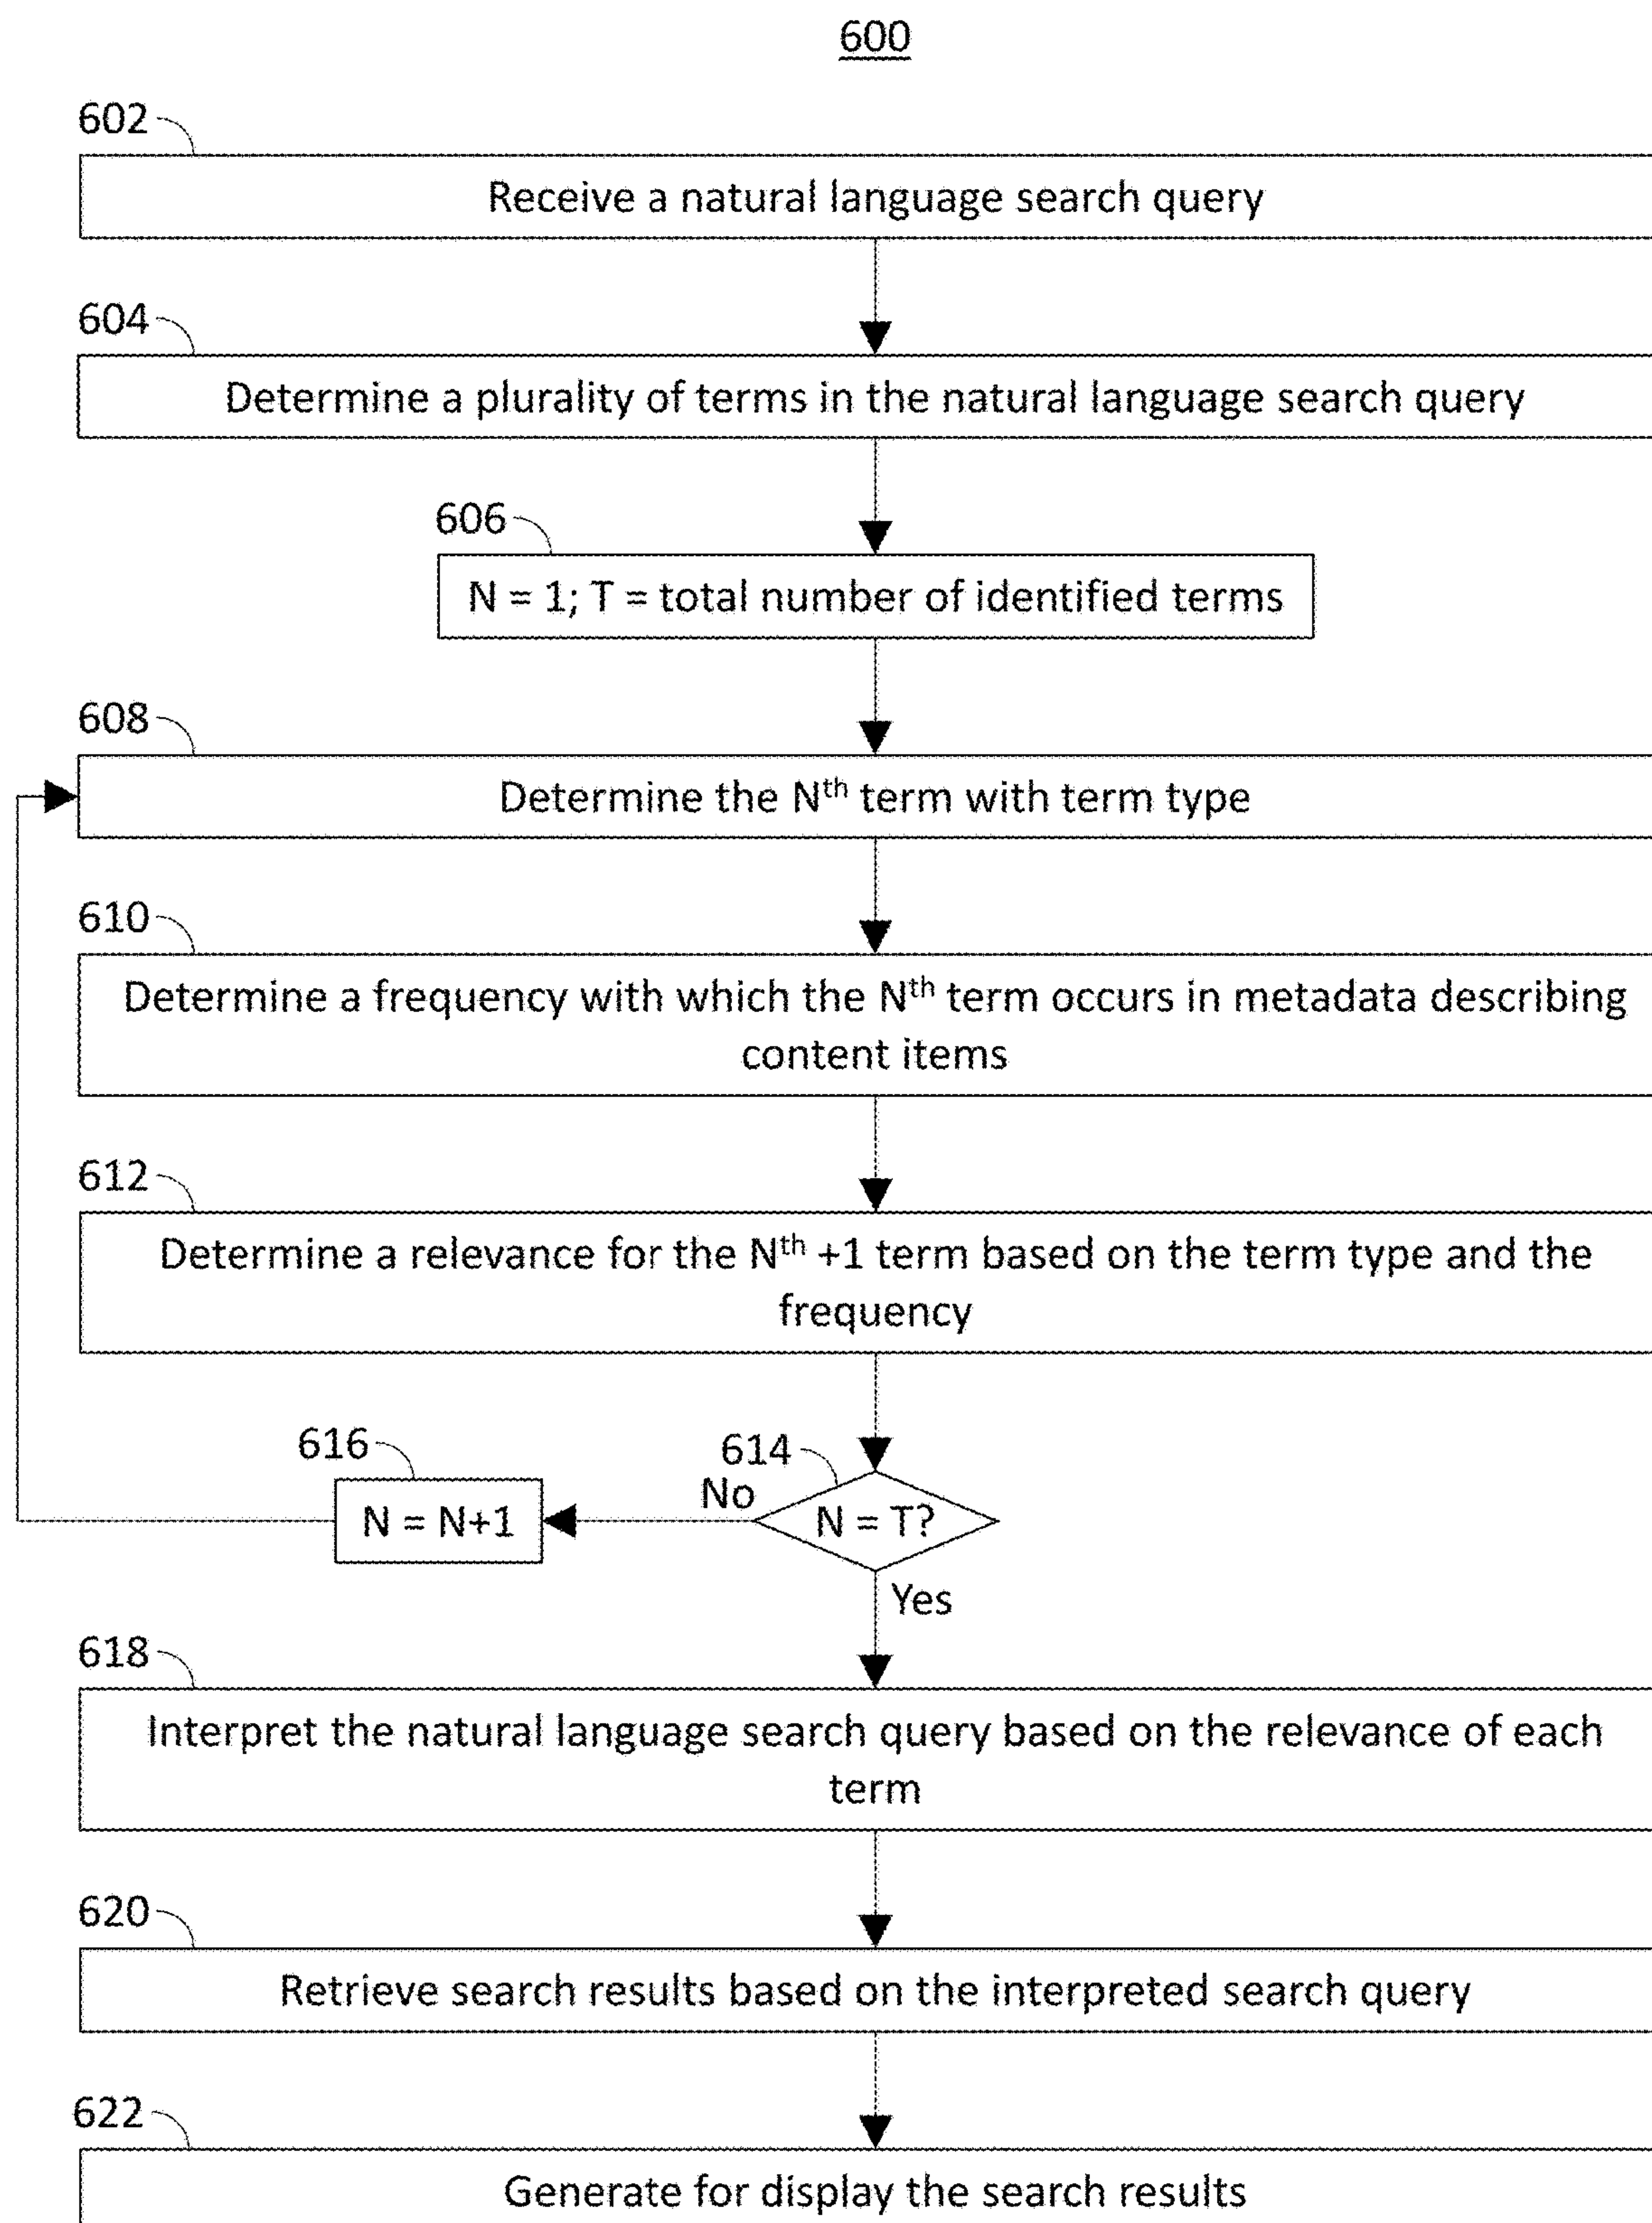 600
602
Receive a natural language search query
604
Determine a plurality of terms in the natural language search query
606
N = 1; T = total number of identified terms
608
Determine the Nth term with term type
610
Determine a frequency with which the Nth term occurs in metadata describing
content items
612
Determine a relevance for the Nth +1 term based on the term type and the
frequency
616
614
No
N = N+1
N = T?
Yes
618
Interpret the natural language search query based on the relevance of each
term
620
Retrieve search results based on the interpreted search query
622
Generate for display the search results